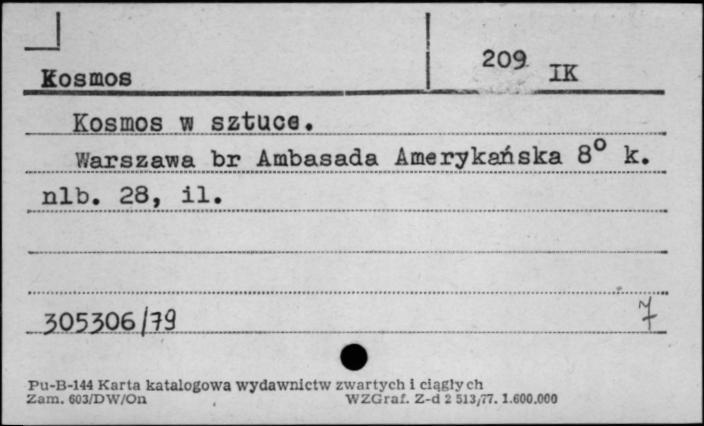 209
Kosmos IK
Kosmos w sztuce.
Warszawa br Ambasada Amerykańska 8° k.
nlb. 28, il.
305306/79 7
Pu-B-144 Karta katalogowa wydawnictw zwartych i ciągłych
Zam. 603/DW/On WZGraf. Z-d 2 513/77. 1.600.000